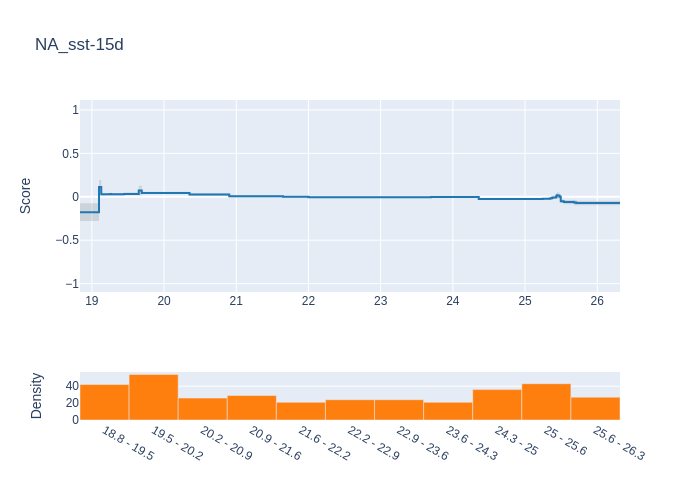 NA_sst-15d
1
0.5
0
−0.5
−1
Score
19 20 21 22 23 24 25 26
40
20
0
Density
18.8 - 19.5
19.5 - 20.2
20.2 - 20.9
20.9 - 21.6
21.6 - 22.2
22.2 - 22.9
22.9 - 23.6
23.6 - 24.3
24.3 - 25
25 - 25.6
25.6 - 26.3